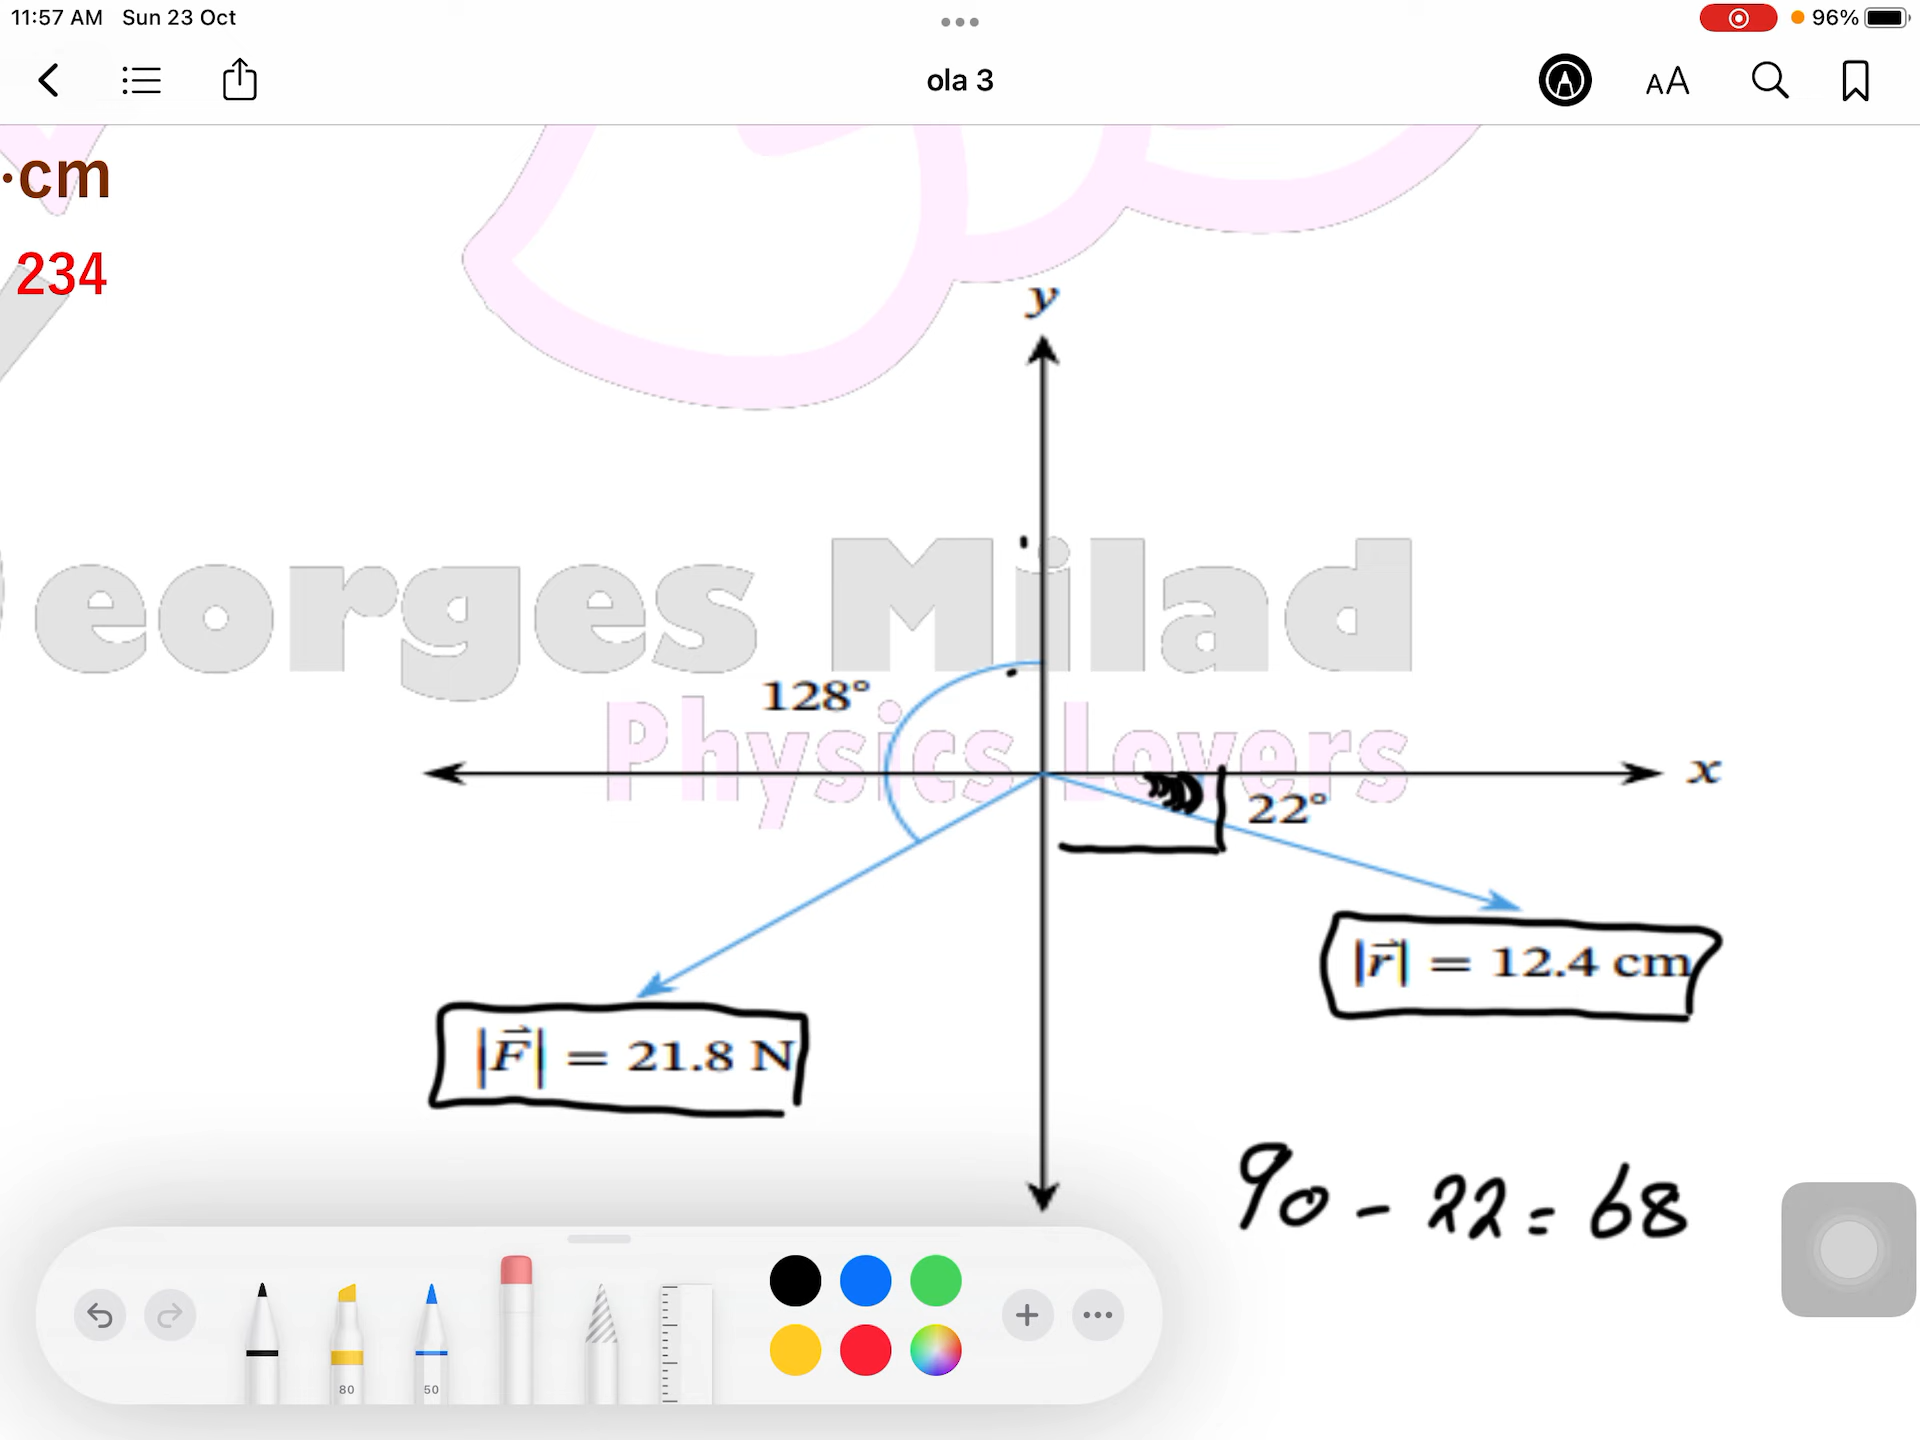 11:57 AM Sun 23 Oct
96%
ola 3
AA
·cm
234
y
eorges Milad
128°
Physics Lovers
x
22°
|r⃗| = 12.4 cm
|F⃗| = 21.8 N
90 - 22 = 68
80
50